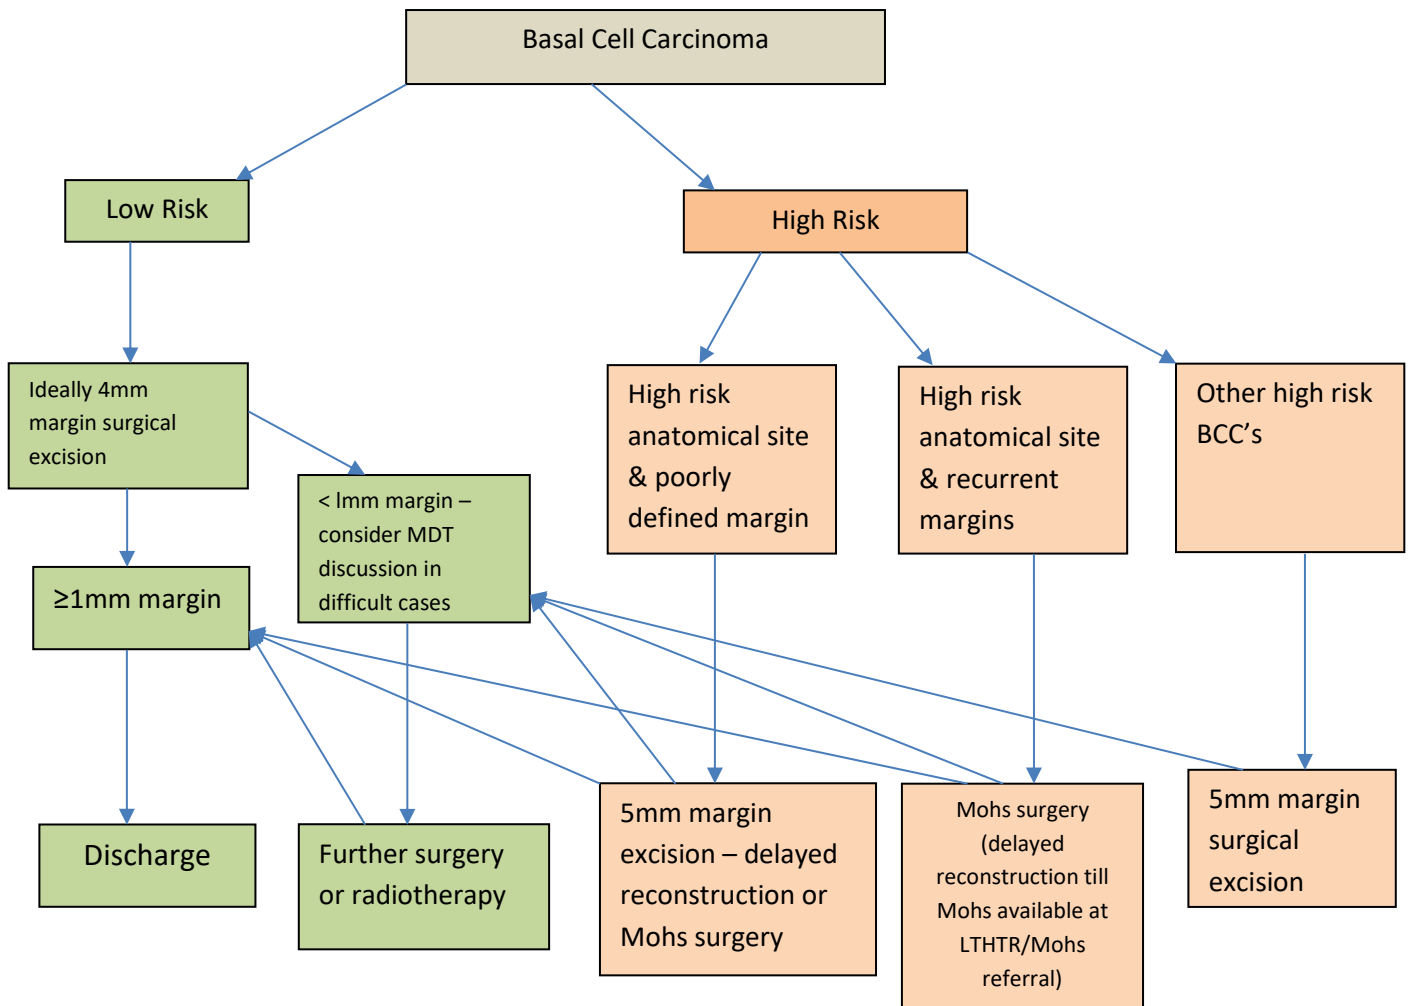 Basal Cell Carcinoma
Low Risk
High Risk
Ideally 4mm
margin surgical
excision
< lmm margin –
consider MDT
discussion in
difficult cases
High risk
anatomical site
& poorly
defined margin
High risk
anatomical site
& recurrent
margins
Other high risk
BCC’s
≥1mm margin
Discharge
Further surgery
or radiotherapy
5mm margin
excision – delayed
reconstruction or
Mohs surgery
Mohs surgery
(delayed
reconstruction till
Mohs available at
LTHTR/Mohs
referral)
5mm margin
surgical
excision